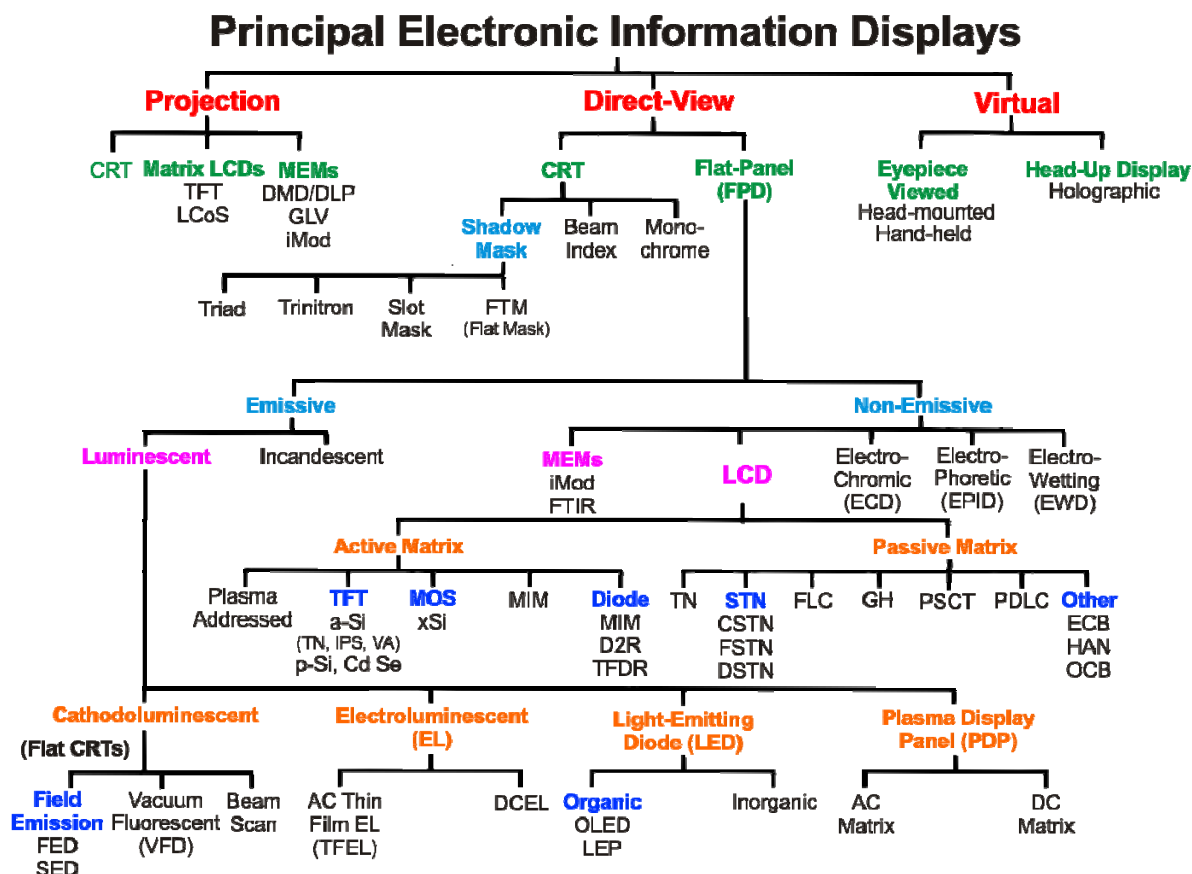 Principal Electronic Information Displays
Projection
Direct-View
Virtual
CRT
Matrix LCDs
TFT
LCoS
MEMs
DMD/DLP
GLV
iMod
CRT
Flat-Panel
(FPD)
Eyepiece
Viewed
Head-mounted
Hand-held
Head-Up Display
Holographic
Shadow
Mask
Beam
Index
Mono-
chrome
Triad
Trinitron
Slot
Mask
FTM
(Flat Mask)
Emissive
Non-Emissive
Luminescent
Incandescent
MEMs
iMod
FTIR
LCD
Electro-
Chromic
(ECD)
Electro-
Phoretic
(EPID)
Electro-
Wetting
(EWD)
Active Matrix
Passive Matrix
Plasma
Addressed
TFT
a-Si
(TN, IPS, VA)
p-Si, Cd Se
MOS
xSi
MIM
Diode
MIM
D2R
TFDR
TN
STN
CSTN
FSTN
DSTN
FLC
GH
PSCT
PDLC
Other
ECB
HAN
OCB
Cathodoluminescent
(Flat CRTs)
Electroluminescent
(EL)
Light-Emitting
Diode (LED)
Plasma Display
Panel (PDP)
Field
Emission
FED
SED
Vacuum
Fluorescent
(VFD)
Beam
Scan
AC Thin
Film EL
(TFEL)
DCEL
Organic
OLED
LEP
Inorganic
AC
Matrix
DC
Matrix